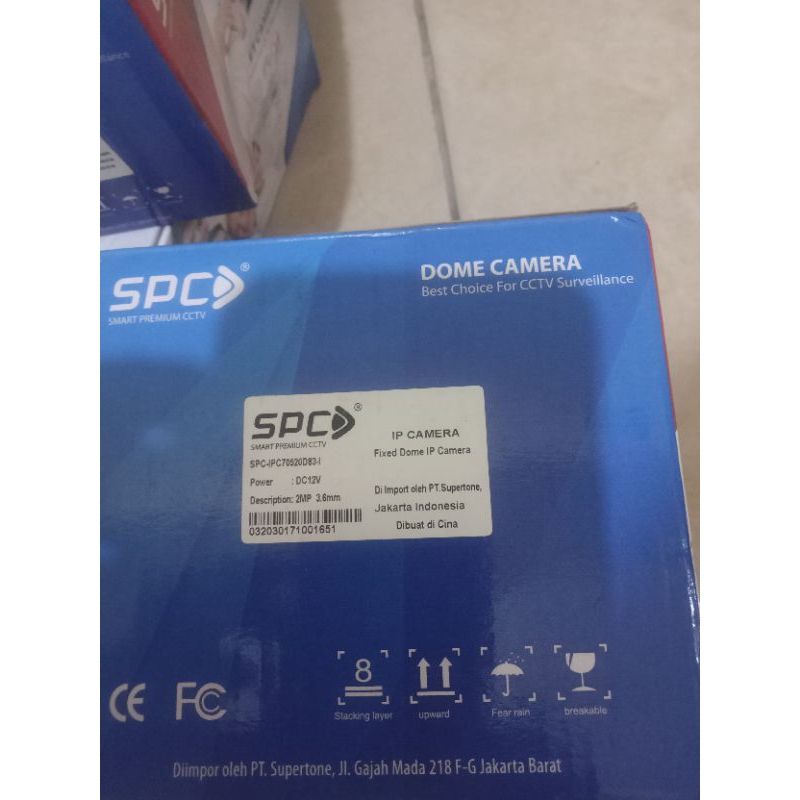 SPC®
SMART PREMIUM CCTV
DOME CAMERA
Best Choice For CCTV Surveillance
SPC®
SMART PREMIUM CCTV
SPC-IPC70520D83-I
Power : DC12V
Description: 2MP 3.6mm
032030171001651
IP CAMERA
Fixed Dome IP Camera
Di Import oleh PT.Supertone,
Jakarta Indonesia
Dibuat di Cina
CE FC
8
Stacking layer
upward
Fear rain
breakable
Diimpor oleh PT. Supertone, Jl. Gajah Mada 218 F-G Jakarta Barat